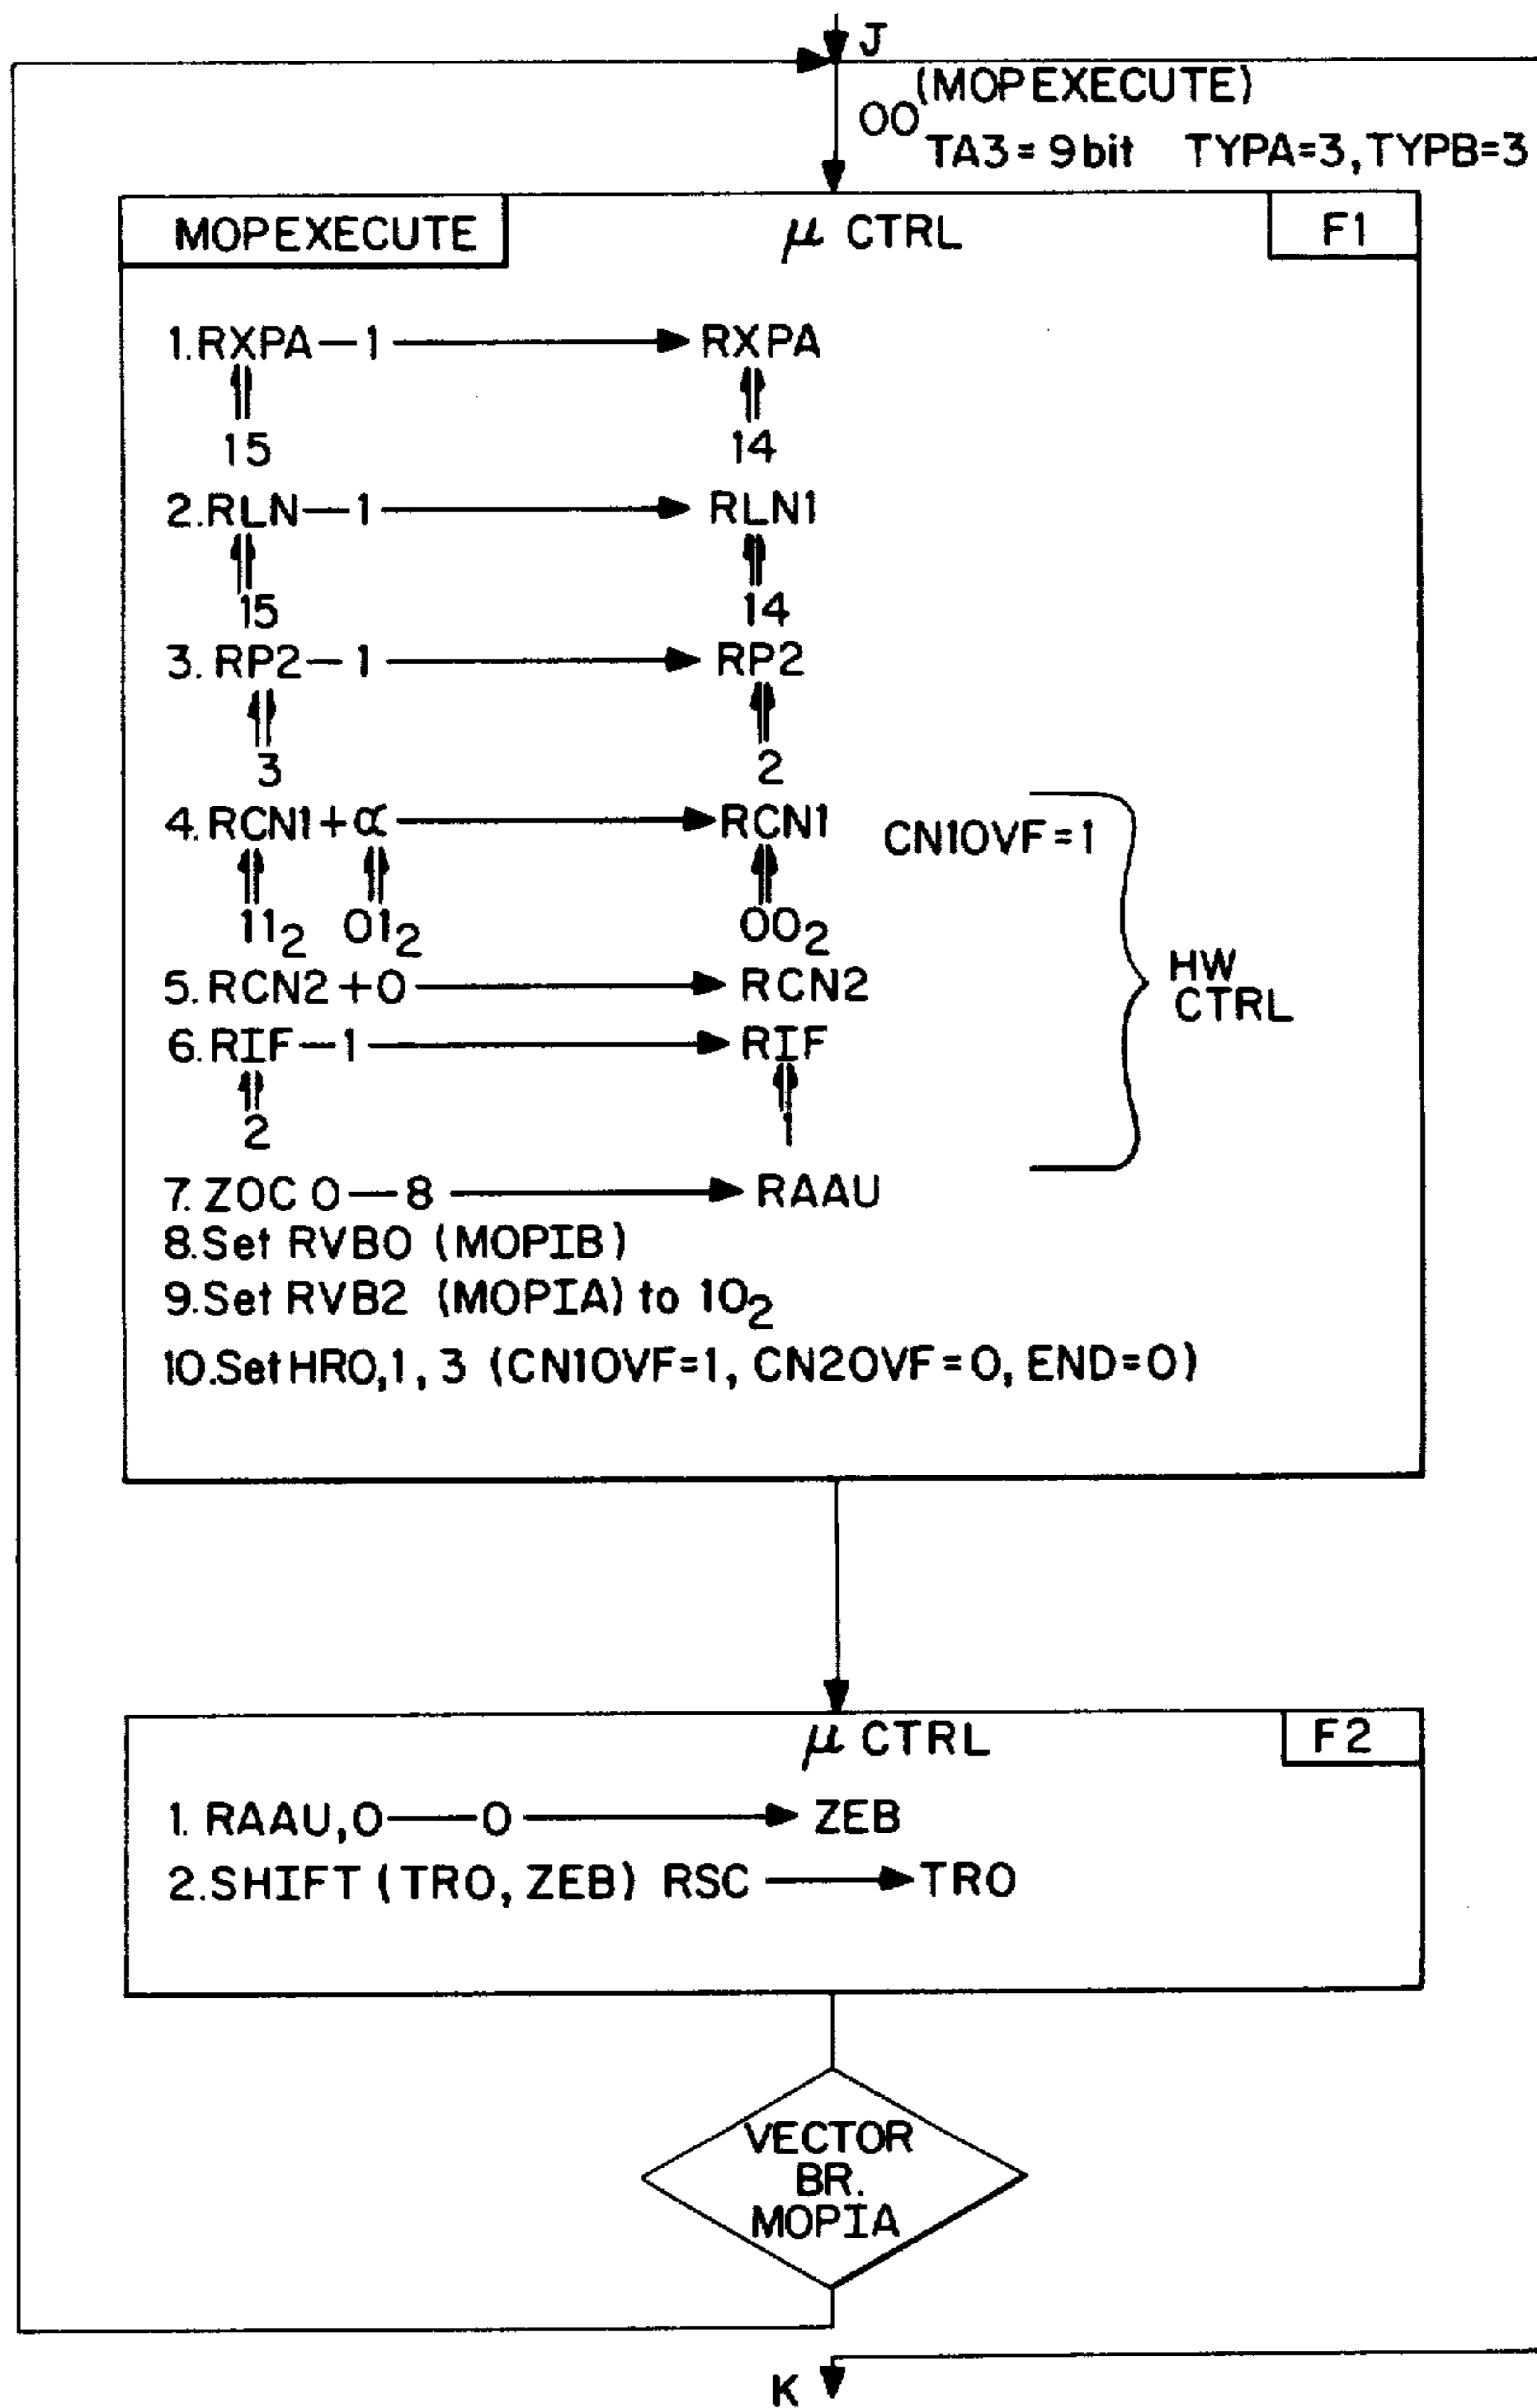 J
(MOPEXECUTE)
00
TA3 = 9 bit TYPA=3, TYPB=3
MOPEXECUTE μ CTRL F1
1. RXPA—1 RXPA
15 14
2. RLN—1 RLN1
15 14
3. RP2—1 RP2
3 2
4. RCN1+α RCN1 CN1OVF=1
11₂ 01₂ 00₂
5. RCN2+0 RCN2
HW
CTRL
6. RIF—1 RIF
2 1
7. ZOC 0—8 RAAU
8. Set RVB0 (MOPIB)
9. Set RVB2 (MOPIA) to 10₂
10. Set HR0,1,3 (CN1OVF=1, CN2OVF=0, END=0)
μ CTRL F2
1. RAAU,0—0 ZEB
2. SHIFT (TRO, ZEB) RSC TRO
VECTOR
BR.
MOPIA
K